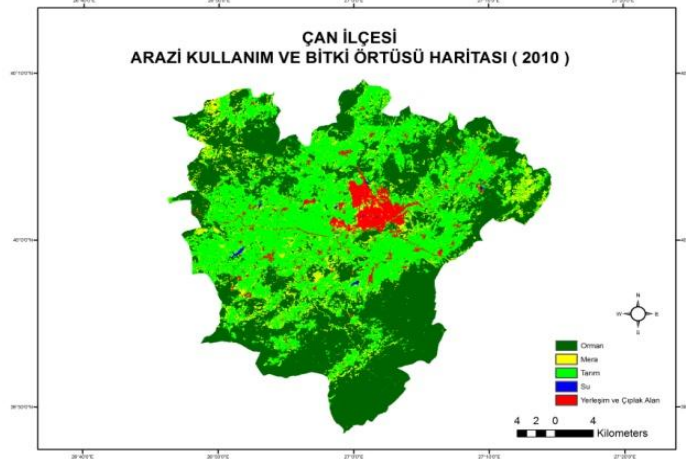 ÇAN İLÇESİ
ARAZİ KULLANIM VE BİTKİ ÖRTÜSÜ HARİTASI ( 2010 )
N
W E
S
Orman
Mera
Tarım
Su
Yerleşim ve Çıplak Alan
4 2 0 4
Kilometers